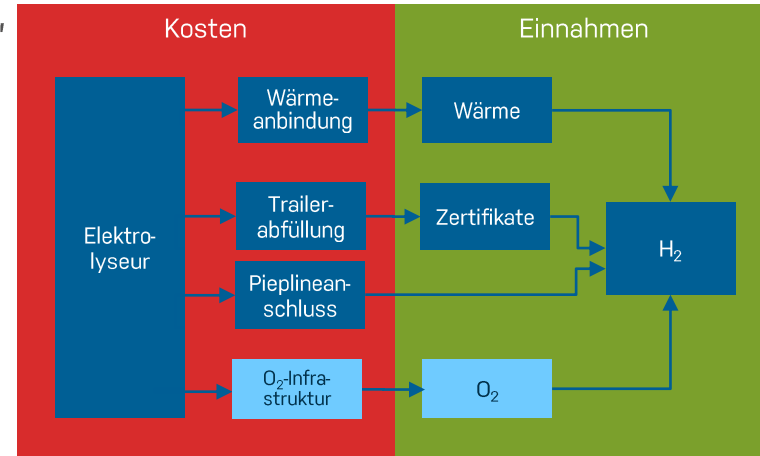 Kosten
Einnahmen
Wärme-
anbindung
Wärme
Trailer-
abfüllung
Zertifikate
Elektro-
lyseur
H₂
Pieplinean-
schluss
O₂-Infra-
struktur
O₂